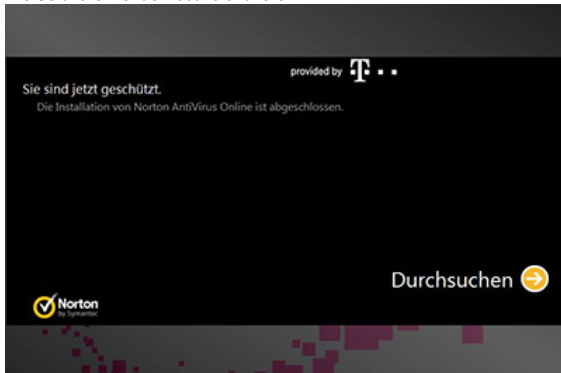 provided by T
Sie sind jetzt geschützt.
Die Installation von Norton AntiVirus Online ist abgeschlossen.
Durchsuchen
Norton
by Symantec